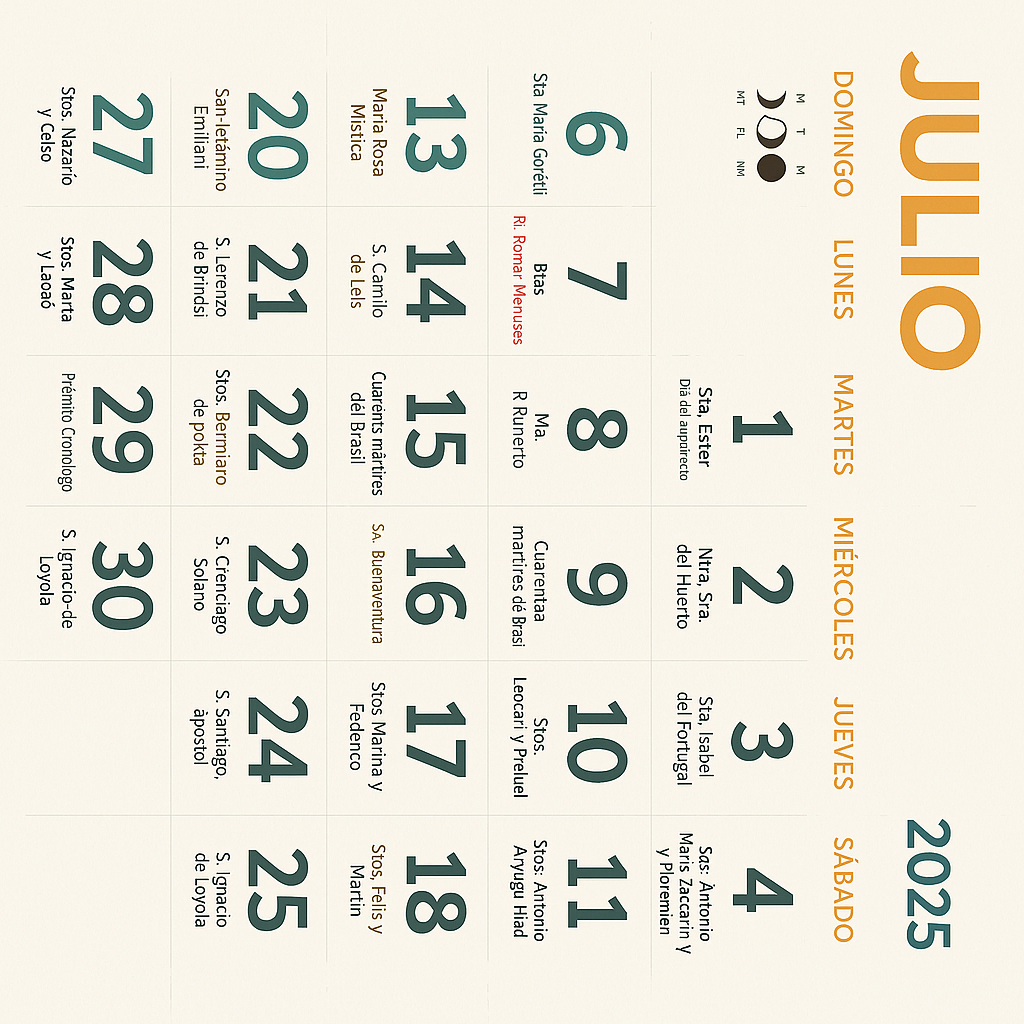 JULIO
2025
DOMINGO LUNES MARTES MIÉRCOLES JUEVES SÁBADO
M T M
MT FL NM
1
Sta, Ester
Diá del aupoirecto
2
Ntra, Sra.
del Huerto
3
Sta, Isabel
del Fortugal
4
Sas: Àntonio
Maris Zaccarin y
y Ploremien
6
Sta María Gorétli
7
Btas
Ri. Romar Menuses
8
Ma.
R Runerto
9
Cuarentaa
martires dé Brasi
10
Stos.
Leocari y Preluel
11
Stos: Antonio
Aryugu Hiad
13
Maria Rosa
Mistica
14
S. Camilo
de Lels
15
Cuarents mãrtires
dél Brasil
16
SA. Buenaventura
17
Stos Marina y
Fedenco
18
Stos, Felis y
Martin
20
San-letámino
Emiliani
21
S. Lerenzo
de Brindsi
22
Stos. Bermiaro
de pokta
23
S. Crenciago
Solano
24
S. Santiago,
àpostol
25
S. Ignacio
de Loyola
27
Stos. Nazarío
y Celso
28
Stos. Marta
y Laoaó
29
Prémito Cronologo
30
S. Ignacio-de
Loyola